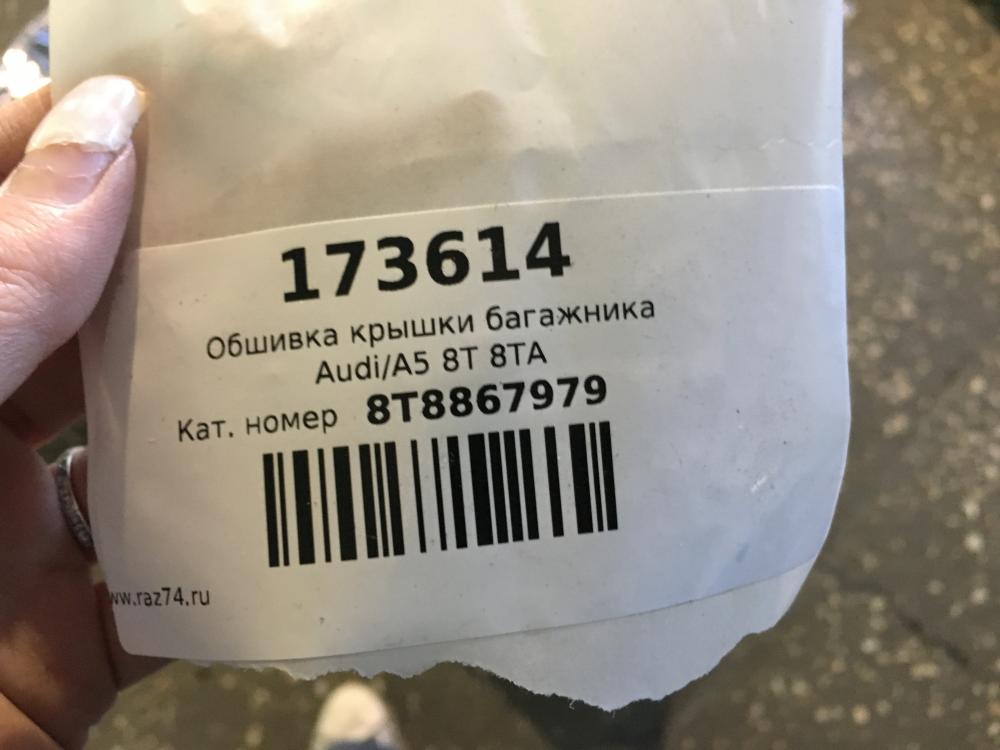 173614
Обшивка крышки багажника
Audi/A5 8T 8TA
Кат. номер 8T8867979
www.raz74.ru